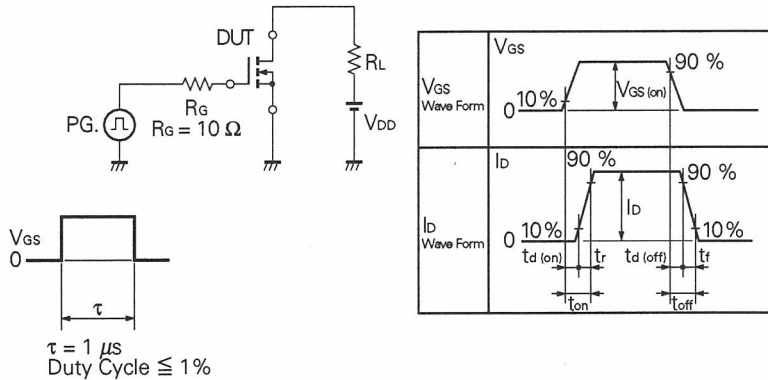 DUT
RL
RG
PG.
RG = 10 Ω
VDD
VGS
0
τ
τ = 1 μs
Duty Cycle ≦ 1%
VGS
Wave Form
VGS
90 %
VGS (on)
10%
0
ID
Wave Form
ID
90 %
90 %
ID
0
10%
10%
td (on)
tr
td (off)
tf
ton
toff